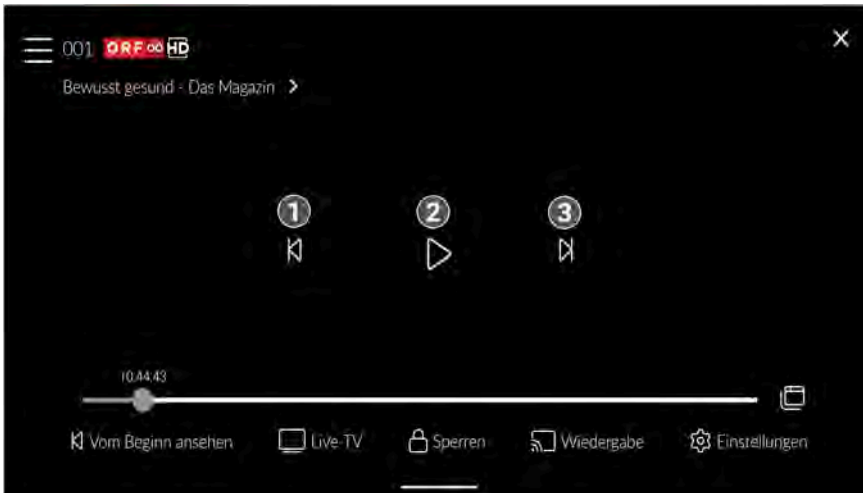 001 ORF HD
Bewusst gesund - Das Magazin
1 2 3
10:44:43
Vom Beginn ansehen Live-TV Sperren Wiedergabe Einstellungen